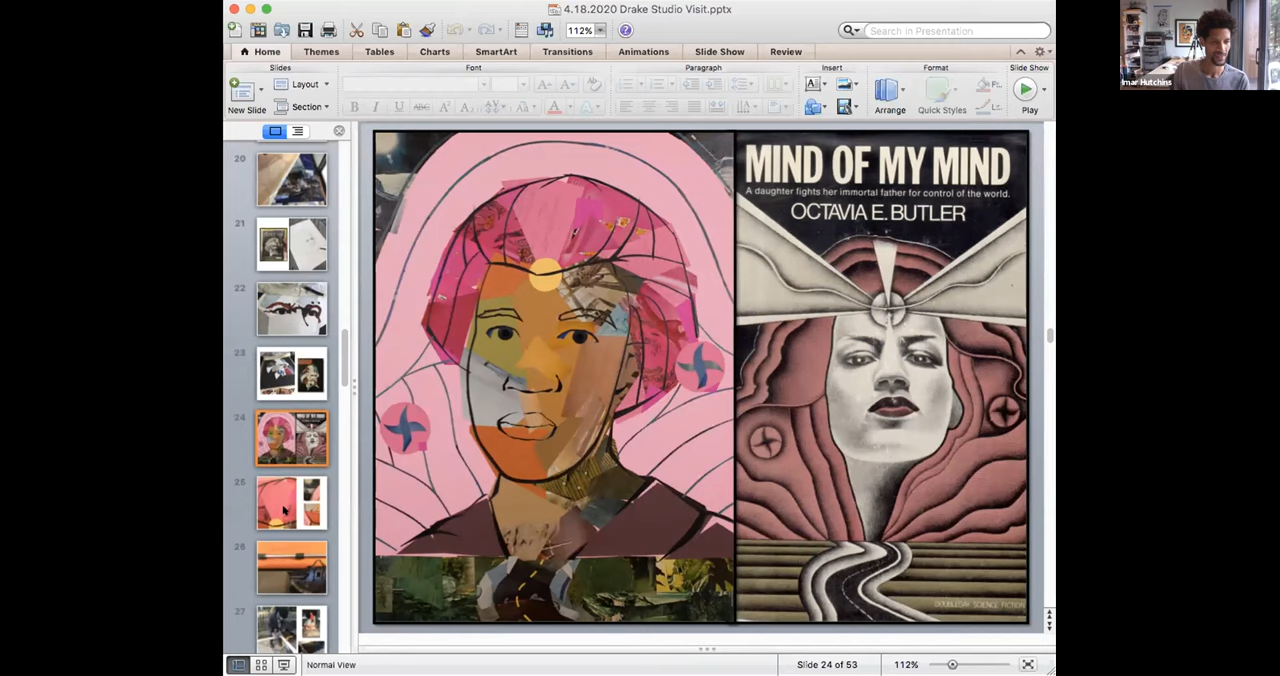 4.18.2020 Drake Studio Visit.pptx
112%
Search in Presentation
Home Themes Tables Charts SmartArt Transitions Animations Slide Show Review
Slides Font Paragraph Insert Format Slide Show
New Slide
Layout
Section
B I U ABC
Arrange
Quick Styles
Play
Imar Hutchins
20
21
22
23
24
25
26
27
MIND OF MY MIND
A daughter fights her immortal father for control of the world.
OCTAVIA E. BUTLER
DOUBLEDAY SCIENCE FICTION
Normal View
Slide 24 of 53
112%